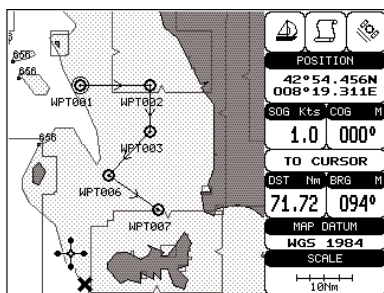 656
656
656
WPT001
WPT002
WPT003
WPT006
WPT007
POSITION
42°54.456N
008°19.311E
SOG Kts COG M
1.0 000°
TO CURSOR
DST Nm BRG M
71.72 094°
MAP DATUM
WGS 1984
SCALE
10Nm